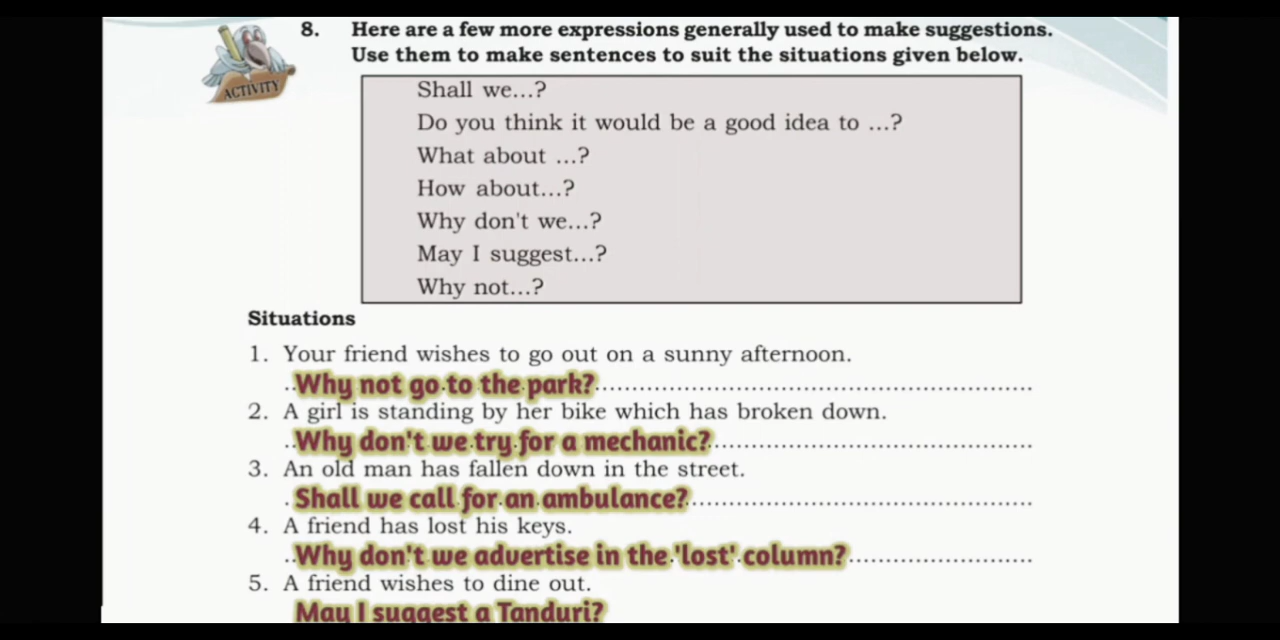 8. Here are a few more expressions generally used to make suggestions.
Use them to make sentences to suit the situations given below.
ACTIVITY
Shall we...?
Do you think it would be a good idea to ...?
What about ...?
How about...?
Why don't we...?
May I suggest...?
Why not...?
Situations
1. Your friend wishes to go out on a sunny afternoon.
Why not go to the park?
2. A girl is standing by her bike which has broken down.
Why don't we try for a mechanic?
3. An old man has fallen down in the street.
Shall we call for an ambulance?
4. A friend has lost his keys.
Why don't we advertise in the 'lost' column?
5. A friend wishes to dine out.
May I suggest a Tanduri?